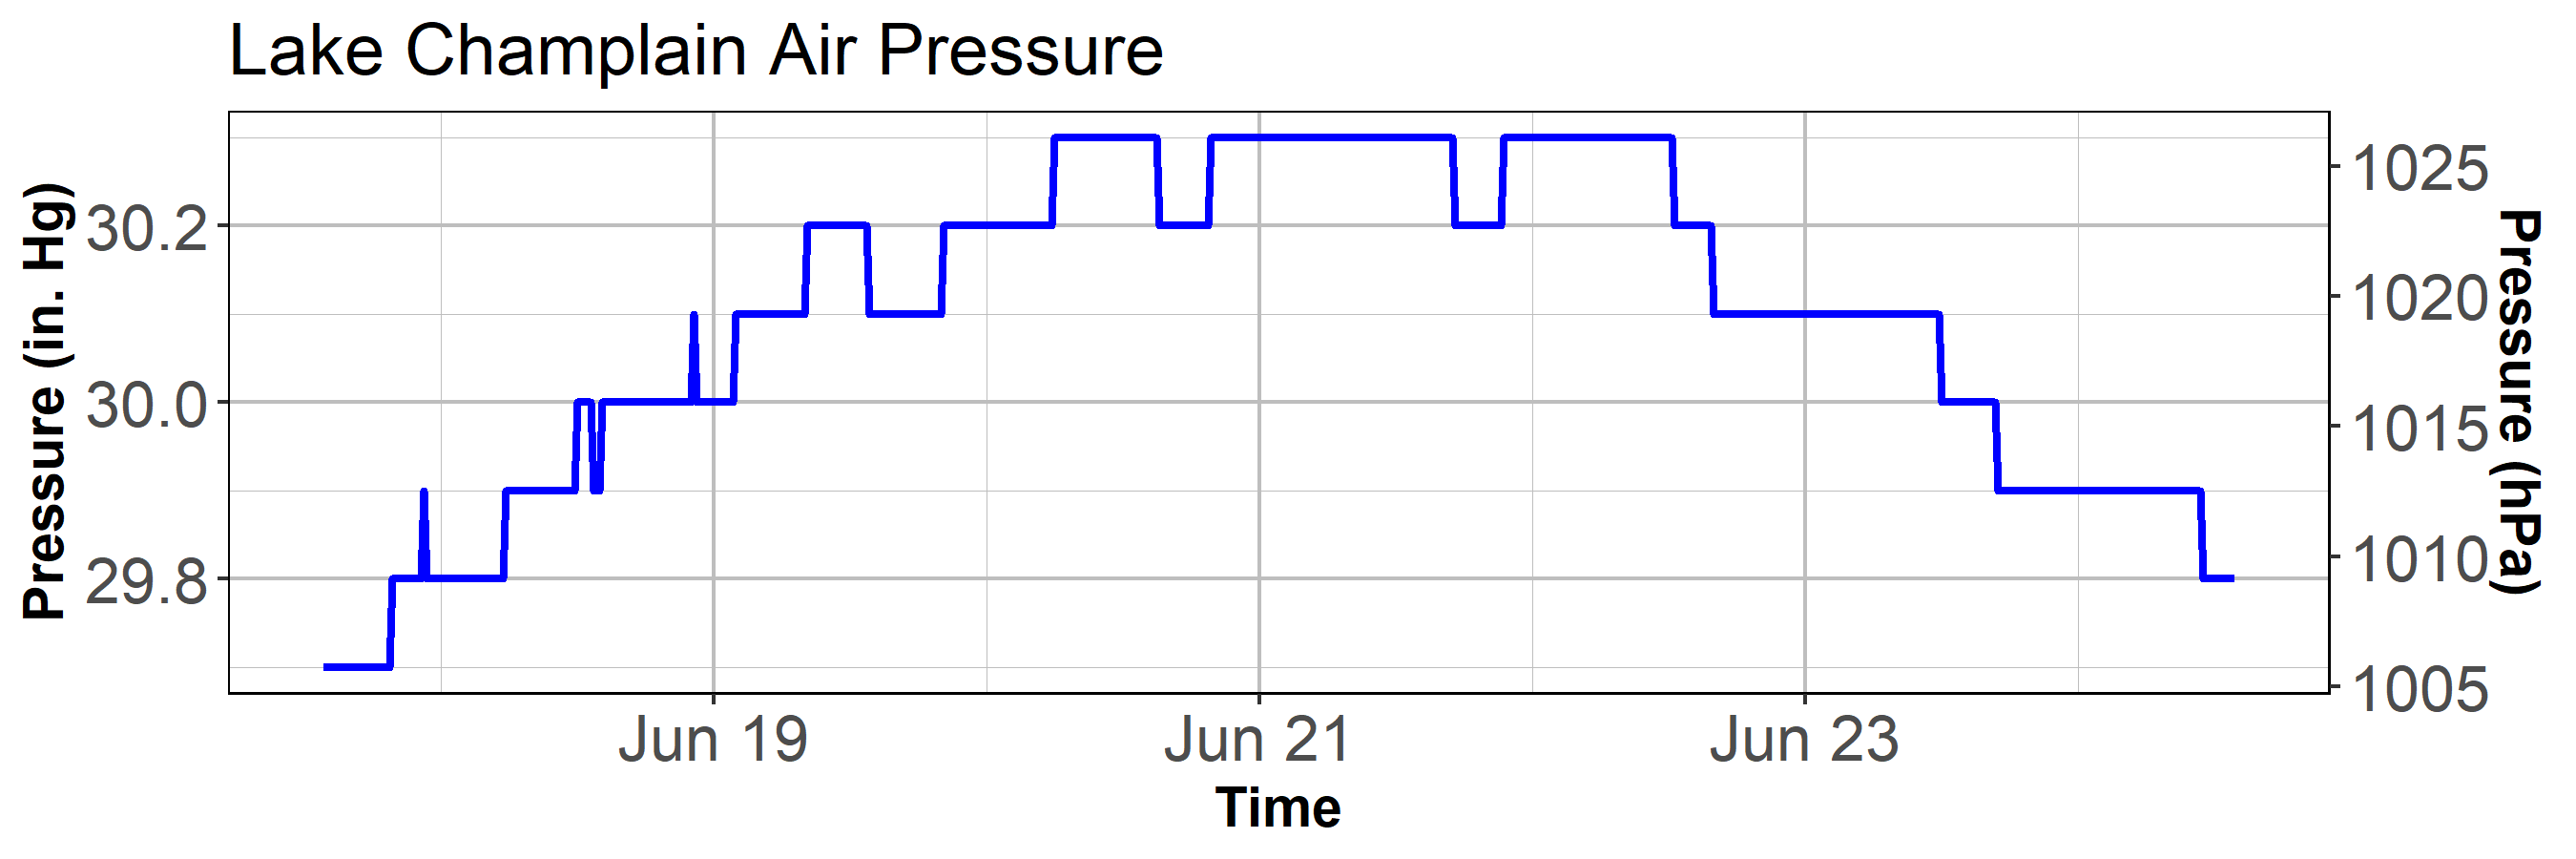 Lake Champlain Air Pressure
Pressure (in. Hg)
30.2
30.0
29.8
1025
1020
1015
1010
1005
Pressure (hPa)
Jun 19
Jun 21
Jun 23
Time